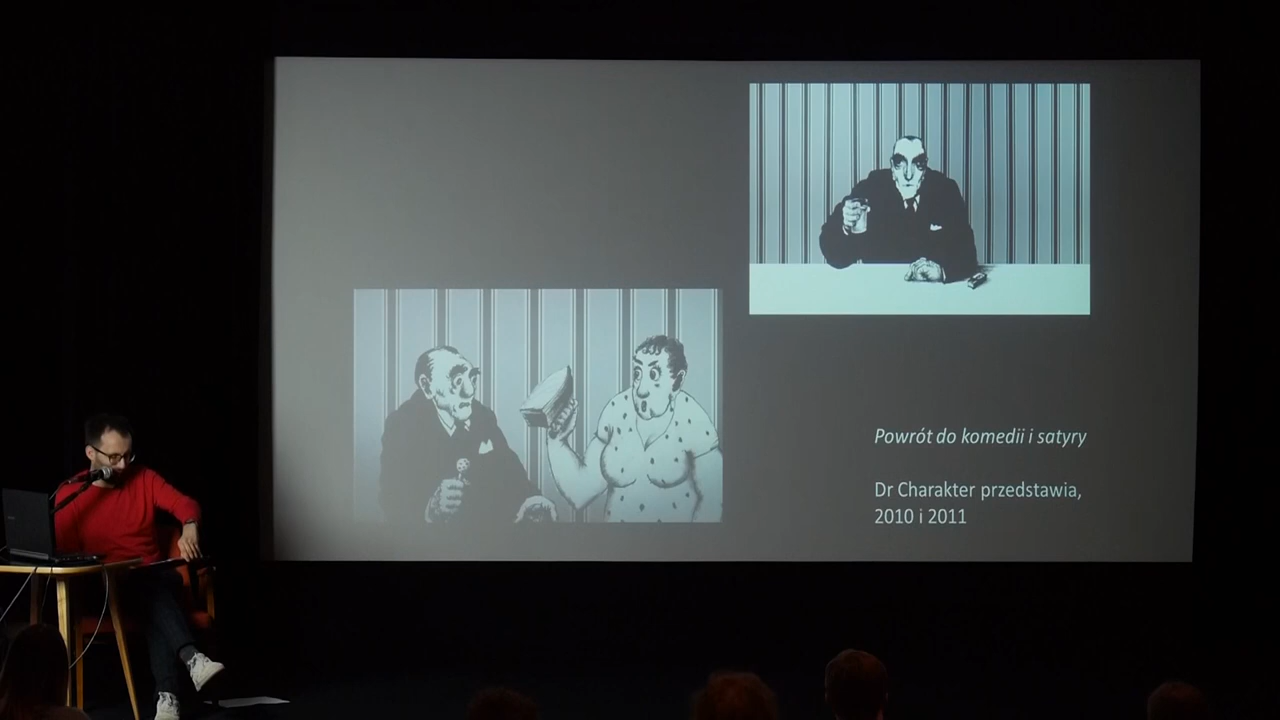 Powrót do komedii i satyry
Dr Charakter przedstawia,
2010 i 2011